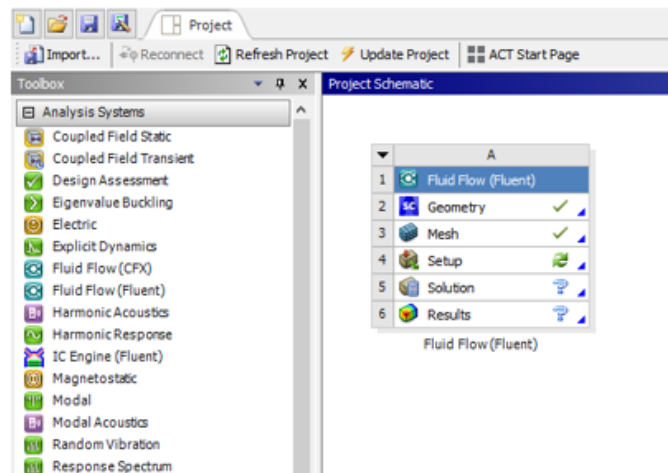 Project
Import... Reconnect Refresh Project Update Project ACT Start Page
Toolbox
Analysis Systems
Coupled Field Static
Coupled Field Transient
Design Assessment
Eigenvalue Buckling
Electric
Explicit Dynamics
Fluid Flow (CFX)
Fluid Flow (Fluent)
Harmonic Acoustics
Harmonic Response
IC Engine (Fluent)
Magnetostatic
Modal
Modal Acoustics
Random Vibration
Response Spectrum
Project Schematic
A
1 Fluid Flow (Fluent)
2 SC Geometry
3 Mesh
4 Setup
5 Solution
6 Results
Fluid Flow (Fluent)